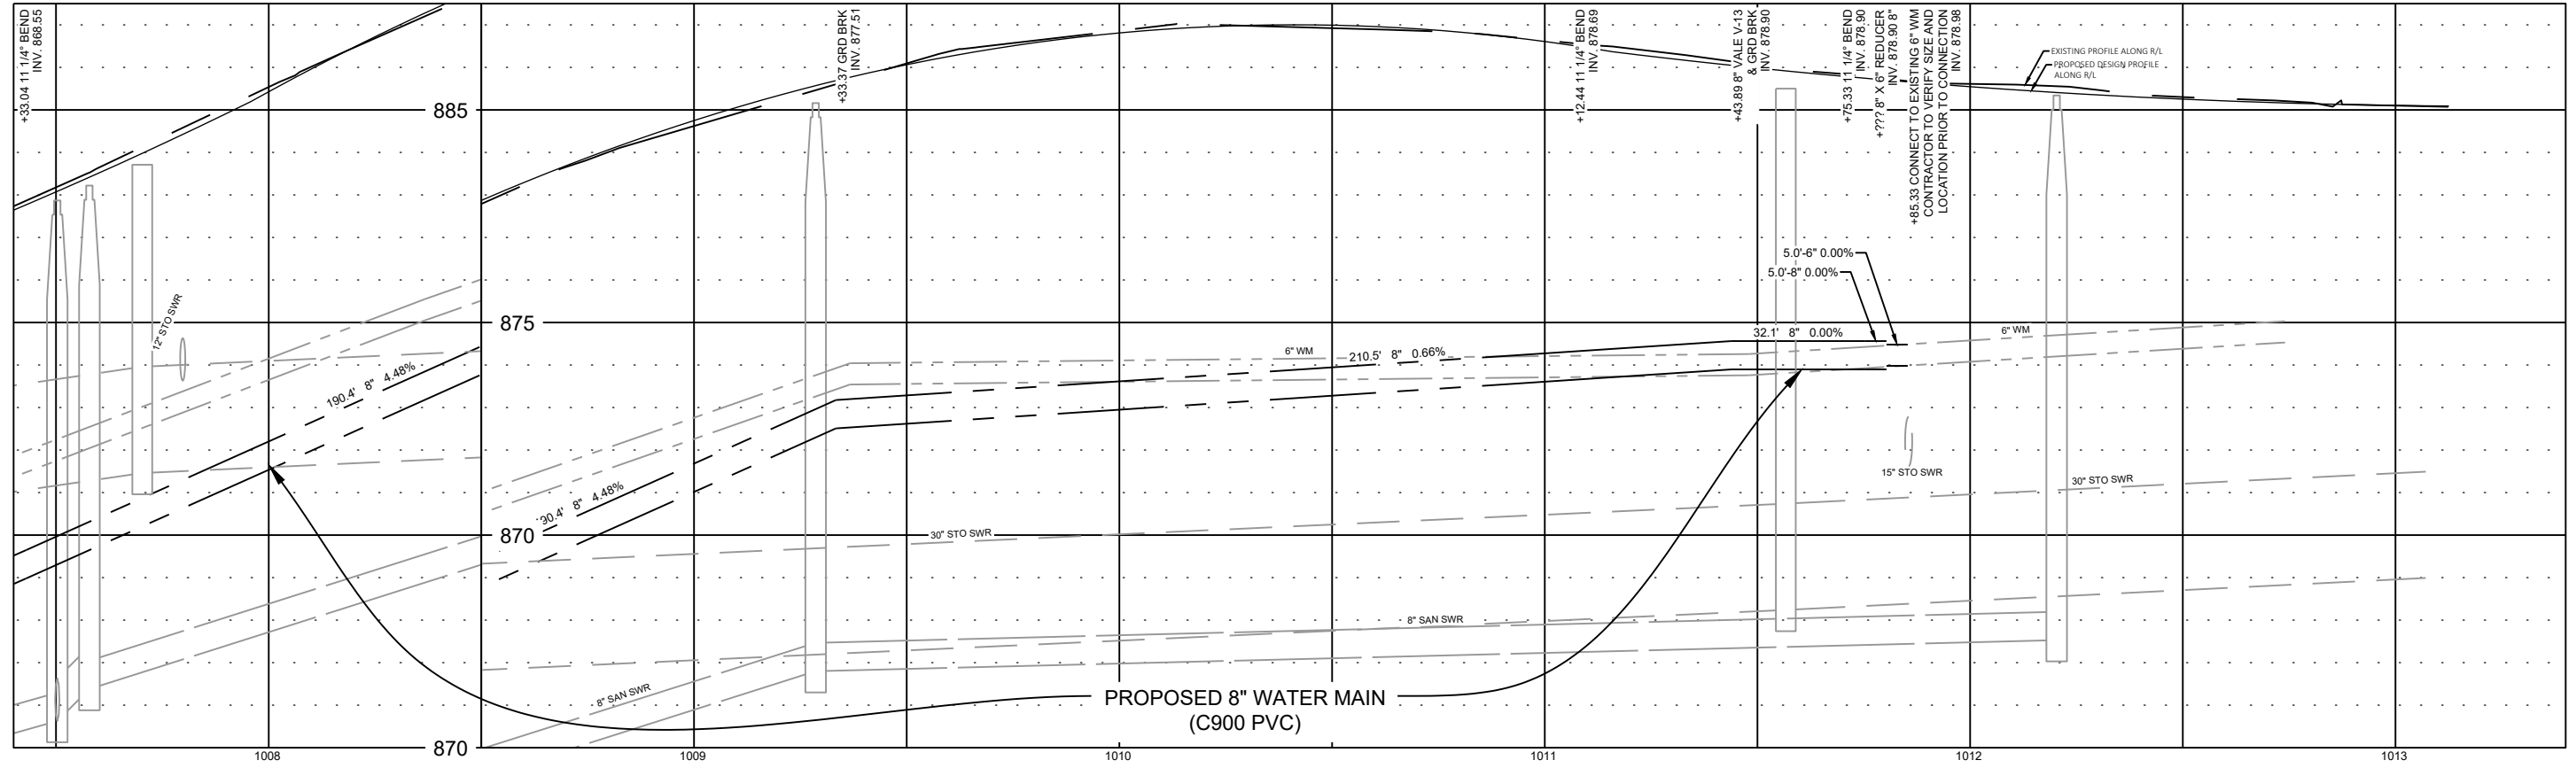 +33.04 11 1/4° BEND
INV. 868.55
+33.37 GRD BRK
INV. 877.51
+12.44 11 1/4° BEND
INV. 878.69
+43.89 8" VALE V-13
& GRD BRK
INV. 878.90
+75.33 11 1/4° BEND
INV. 878.90
+??? 8" X 6" REDUCER
INV. 878.90 8"
+85.33 CONNECT TO EXISTING 6" WM
CONTRACTOR TO VERIFY SIZE AND
LOCATION PRIOR TO CONNECTION
INV. 878.98
EXISTING PROFILE ALONG R/L
PROPOSED DESIGN PROFILE
ALONG R/L
885
5.0'-6" 0.00%
5.0'-8" 0.00%
12" STO SWR
875
32.1' 8" 0.00%
6" WM
6" WM
210.5' 8" 0.66%
190.4' 8" 4.48%
15" STO SWR
30" STO SWR
90.4' 8" 4.48%
870
30" STO SWR
8" SAN SWR
8" SAN SWR
PROPOSED 8" WATER MAIN
(C900 PVC)
870
1008
1009
1010
1011
1012
1013